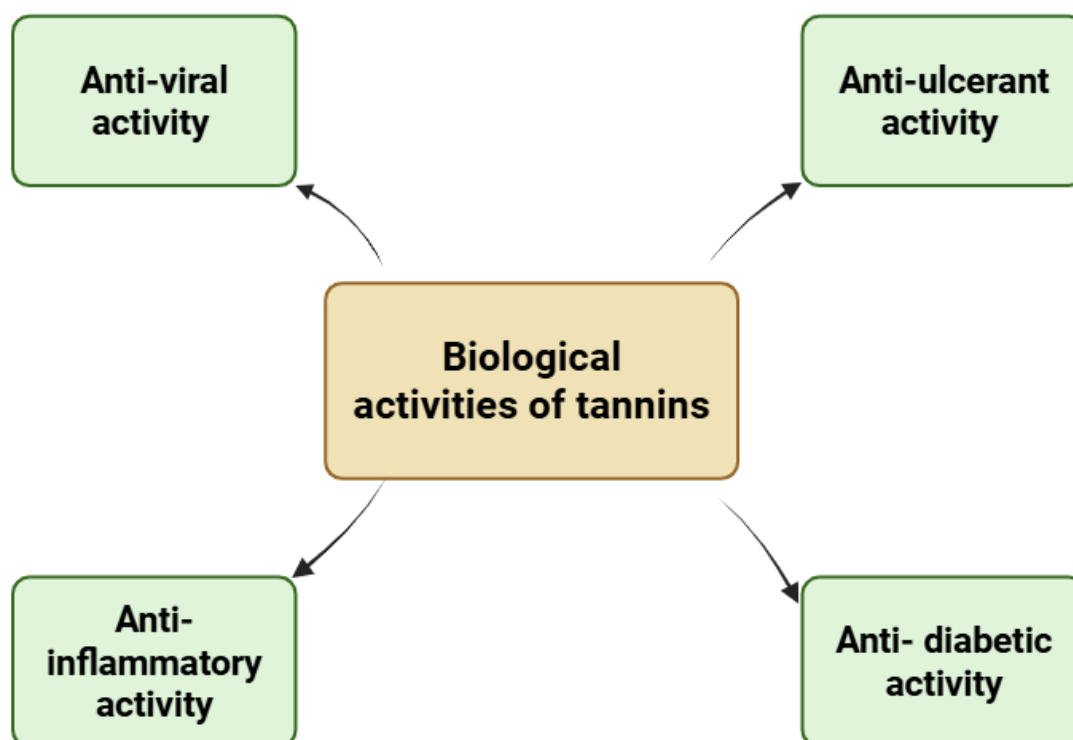 Anti-viral
activity
Anti-ulcerant
activity
Biological
activities of tannins
Anti-
inflammatory
activity
Anti- diabetic
activity